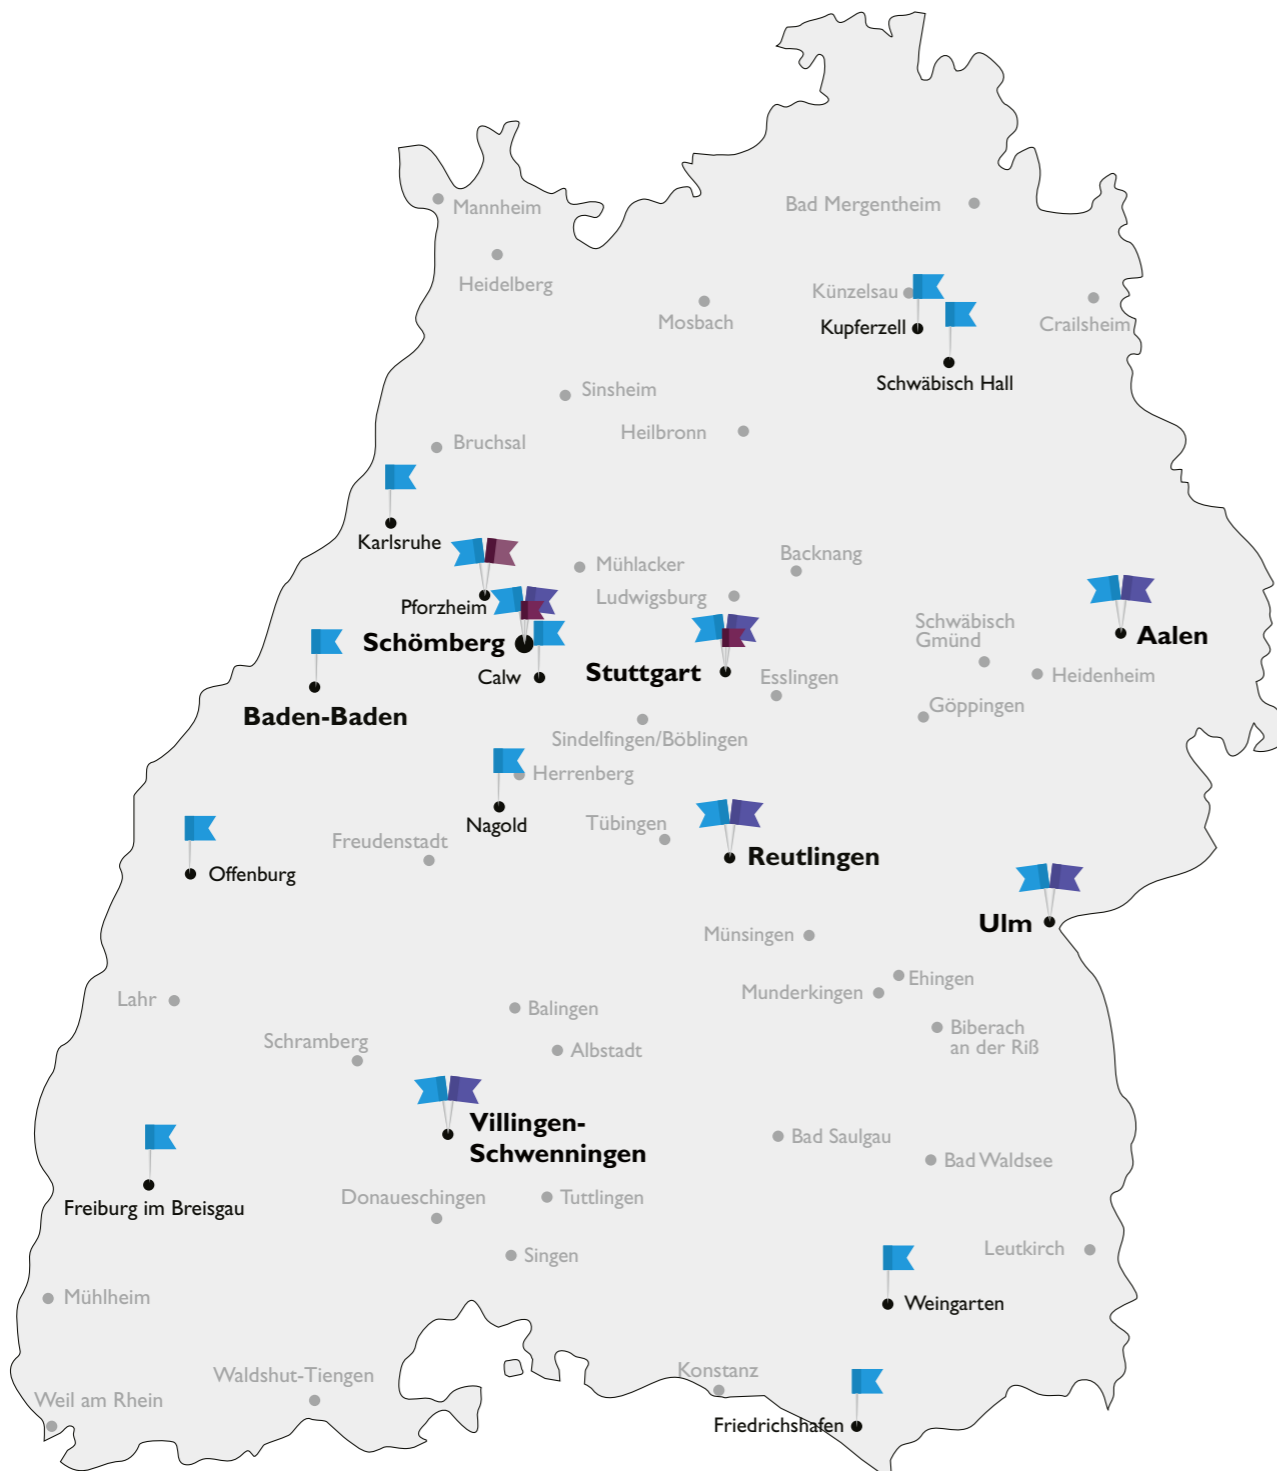 Mannheim
Bad Mergentheim
Heidelberg
Künzelsau
Mosbach
Kupferzell
Crailsheim
Schwäbisch Hall
Sinsheim
Heilbronn
Bruchsal
Karlsruhe
Backnang
Mühlacker
Ludwigsburg
Pforzheim
Schwäbisch
Gmünd
Aalen
Schömberg
Stuttgart
Calw
Esslingen
Heidenheim
Göppingen
Baden-Baden
Sindelfingen/Böblingen
Herrenberg
Nagold
Tübingen
Freudenstadt
Reutlingen
Offenburg
Ulm
Münsingen
Ehingen
Munderkingen
Lahr
Balingen
Biberach
an der Riß
Schramberg
Albstadt
Villingen-
Schwenningen
Bad Saulgau
Bad Waldsee
Donaueschingen
Tuttlingen
Freiburg im Breisgau
Singen
Leutkirch
Mühlheim
Weingarten
Konstanz
Waldshut-Tiengen
Weil am Rhein
Friedrichshafen